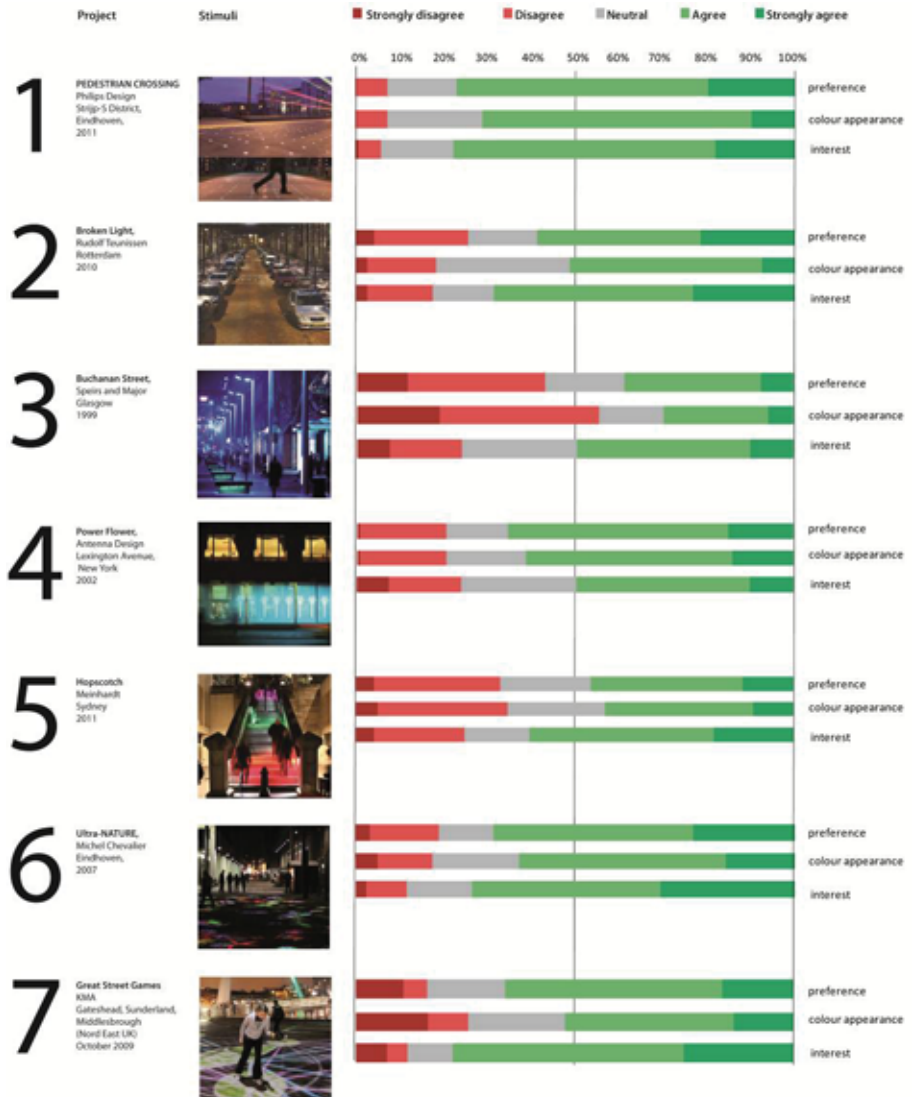 Project Stimuli Strongly disagree Disagree Neutral Agree Strongly agree
0% 10% 20% 30% 40% 50% 60% 70% 80% 90% 100%
1
PEDESTRIAN CROSSING
Philips Design
Strijp-S District,
Eindhoven,
2011
preference
colour appearance
interest
2
Broken Light,
Rudolf Teunissen
Rotterdam
2010
preference
colour appearance
interest
3
Buchanan Street,
Speirs and Major
Glasgow
1999
preference
colour appearance
interest
4
Power Flower,
Antenna Design
Lexington Avenue,
New York
2002
preference
colour appearance
interest
5
Hopscotch
Meinhardt
Sydney
2011
preference
colour appearance
interest
6
Ultra-NATURE,
Michel Chevalier
Eindhoven,
2007
preference
colour appearance
interest
7
Great Street Games
KMA
Gateshead, Sunderland,
Middlesbrough
(Nord East UK)
October 2009
preference
colour appearance
interest